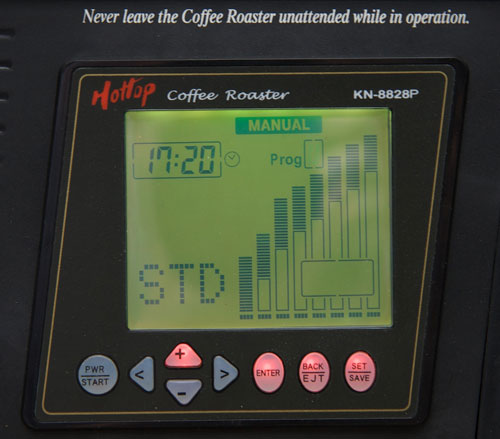 Never leave the Coffee Roaster unattended while in operation.
Hottop Coffee Roaster KN-8828P
MANUAL
17:20 Prog
STD
PWR
START
<
+
-
>
ENTER
BACK
EJT
SET
SAVE